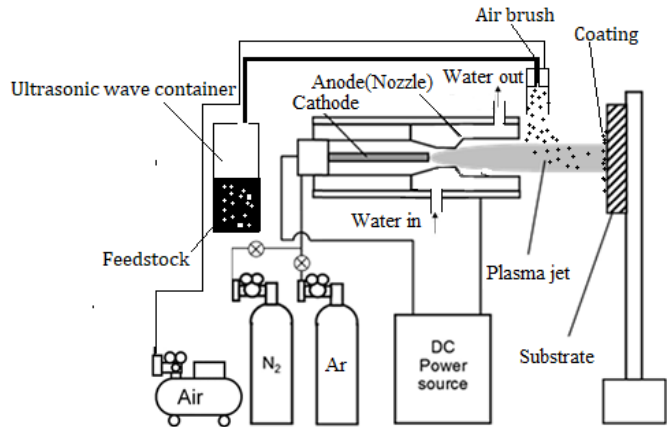 Air brush
Coating
Water out
Anode(Nozzle)
Ultrasonic wave container
Cathode
Water in
Feedstock
Plasma jet
N2
Ar
DC
Power
source
Substrate
Air